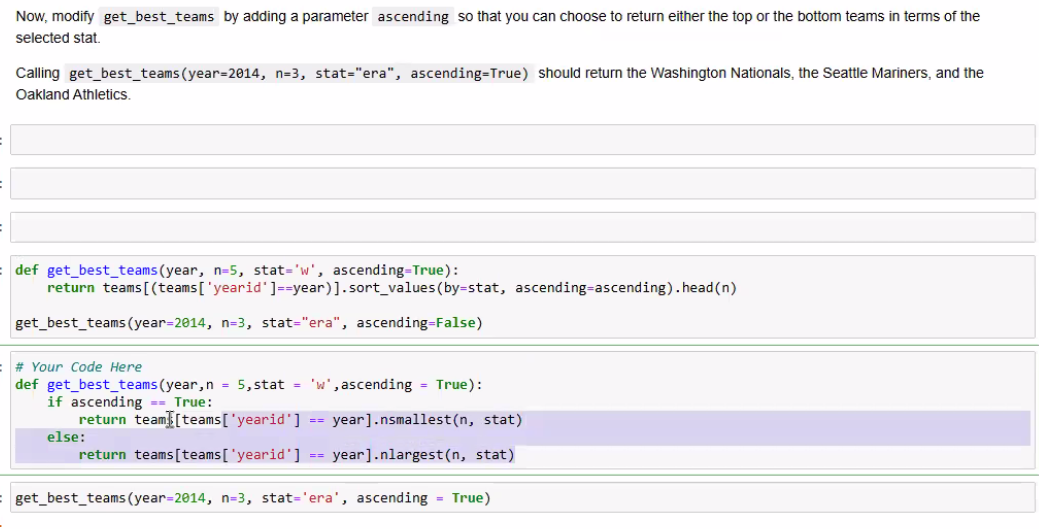 Now, modify get_best_teams by adding a parameter ascending so that you can choose to return either the top or the bottom teams in terms of the
selected stat.
Calling get_best_teams(year=2014, n=3, stat="era", ascending=True) should return the Washington Nationals, the Seattle Mariners, and the
Oakland Athletics.
:
:
:
: def get_best_teams(year, n=5, stat='w', ascending=True):
return teams[(teams['yearid']==year)].sort_values(by=stat, ascending=ascending).head(n)
get_best_teams(year=2014, n=3, stat="era", ascending=False)
: # Your Code Here
def get_best_teams(year,n = 5,stat = 'w',ascending = True):
if ascending == True:
return teams[teams['yearid'] == year].nsmallest(n, stat)
else:
return teams[teams['yearid'] == year].nlargest(n, stat)
: get_best_teams(year=2014, n=3, stat='era', ascending = True)